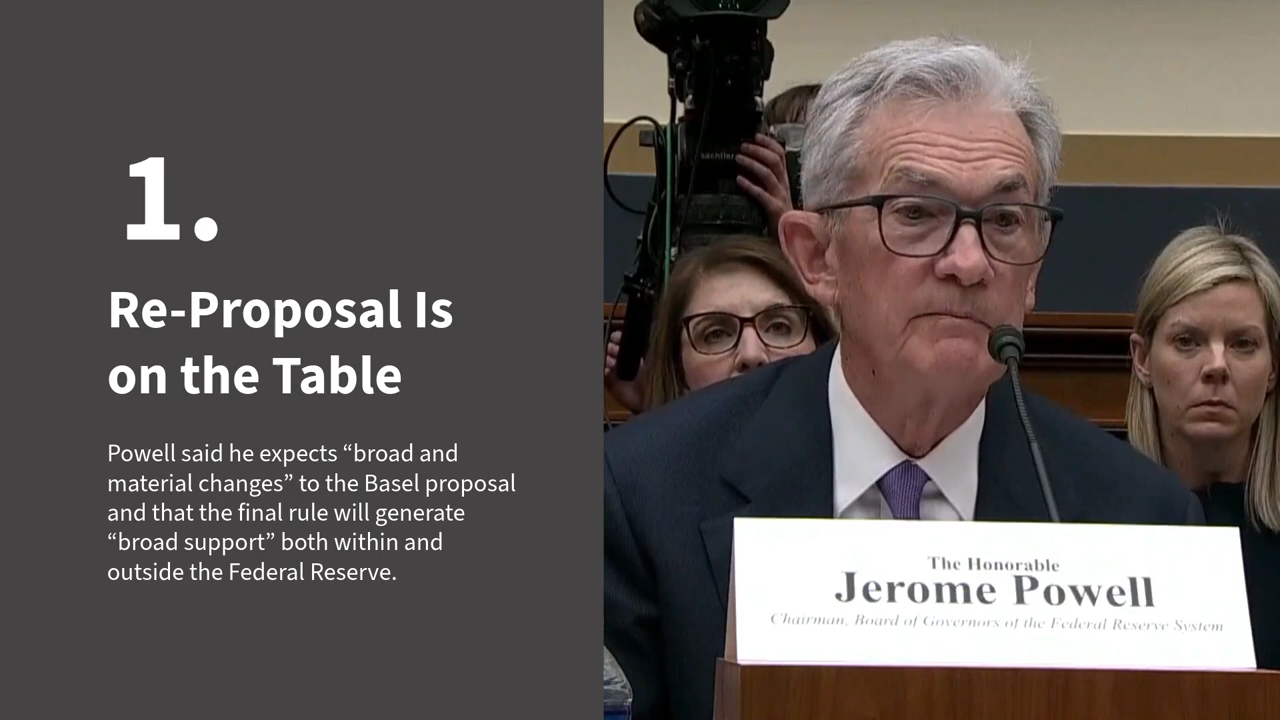 1.
Re-Proposal Is
on the Table
Powell said he expects “broad and
material changes” to the Basel proposal
and that the final rule will generate
“broad support” both within and
outside the Federal Reserve.
sachtler
The Honorable
Jerome Powell
Chairman, Board of Governors of the Federal Reserve System